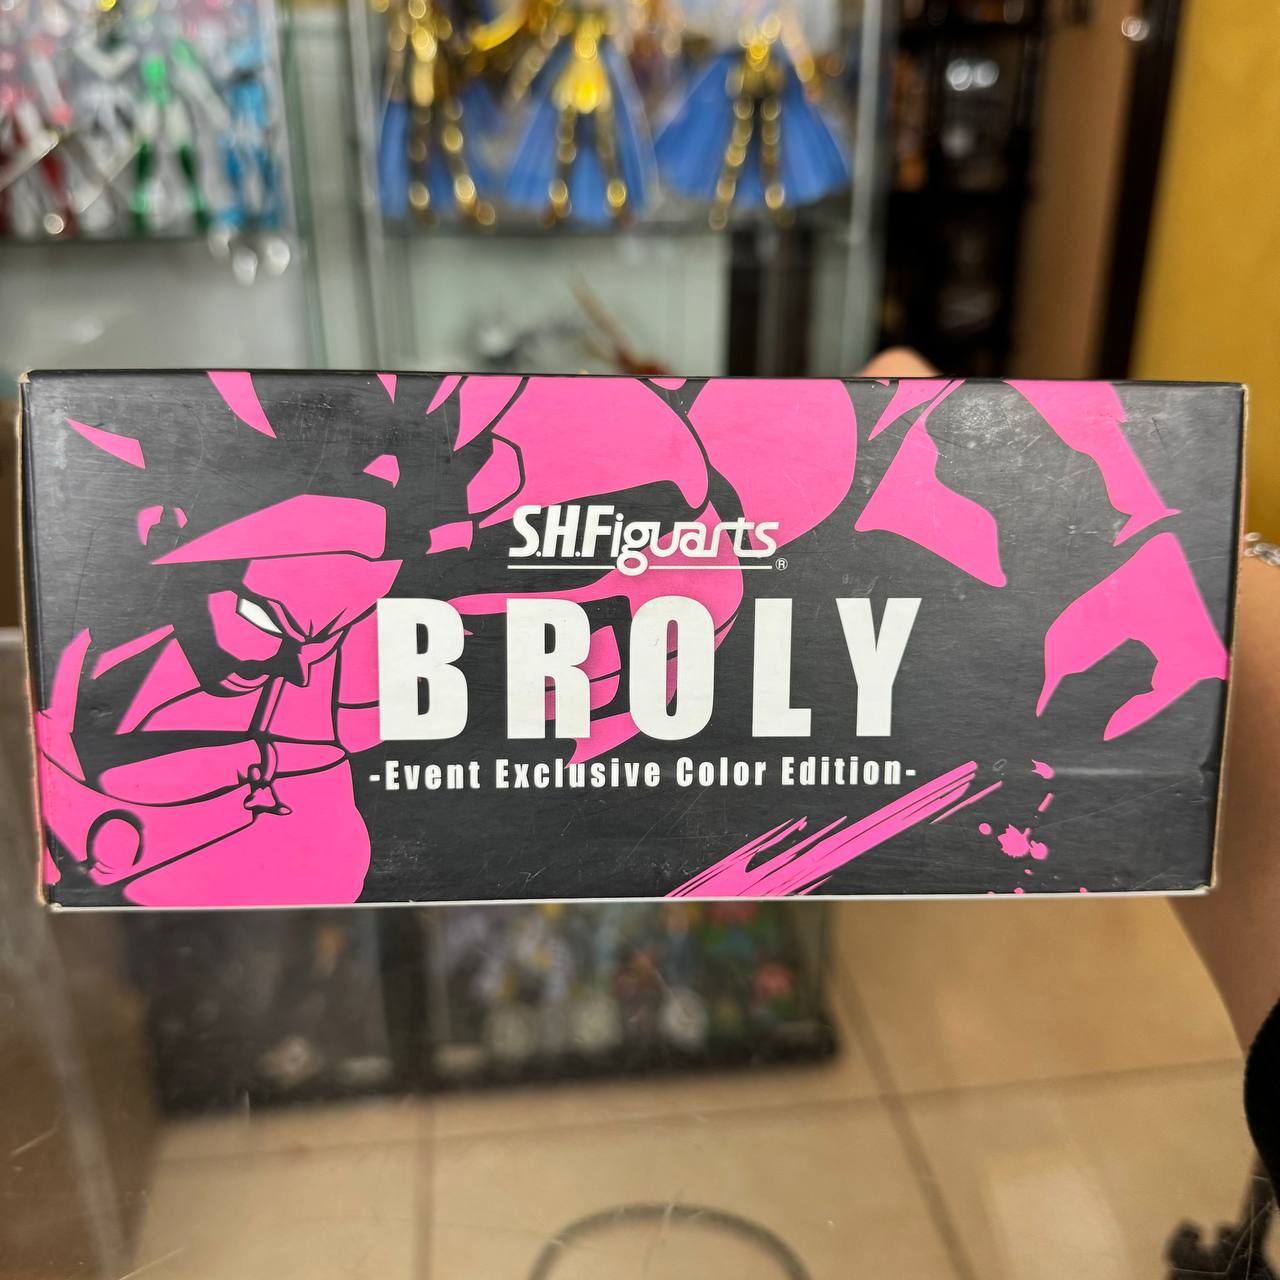 S.H.Figuarts®
BROLY
-Event Exclusive Color Edition-